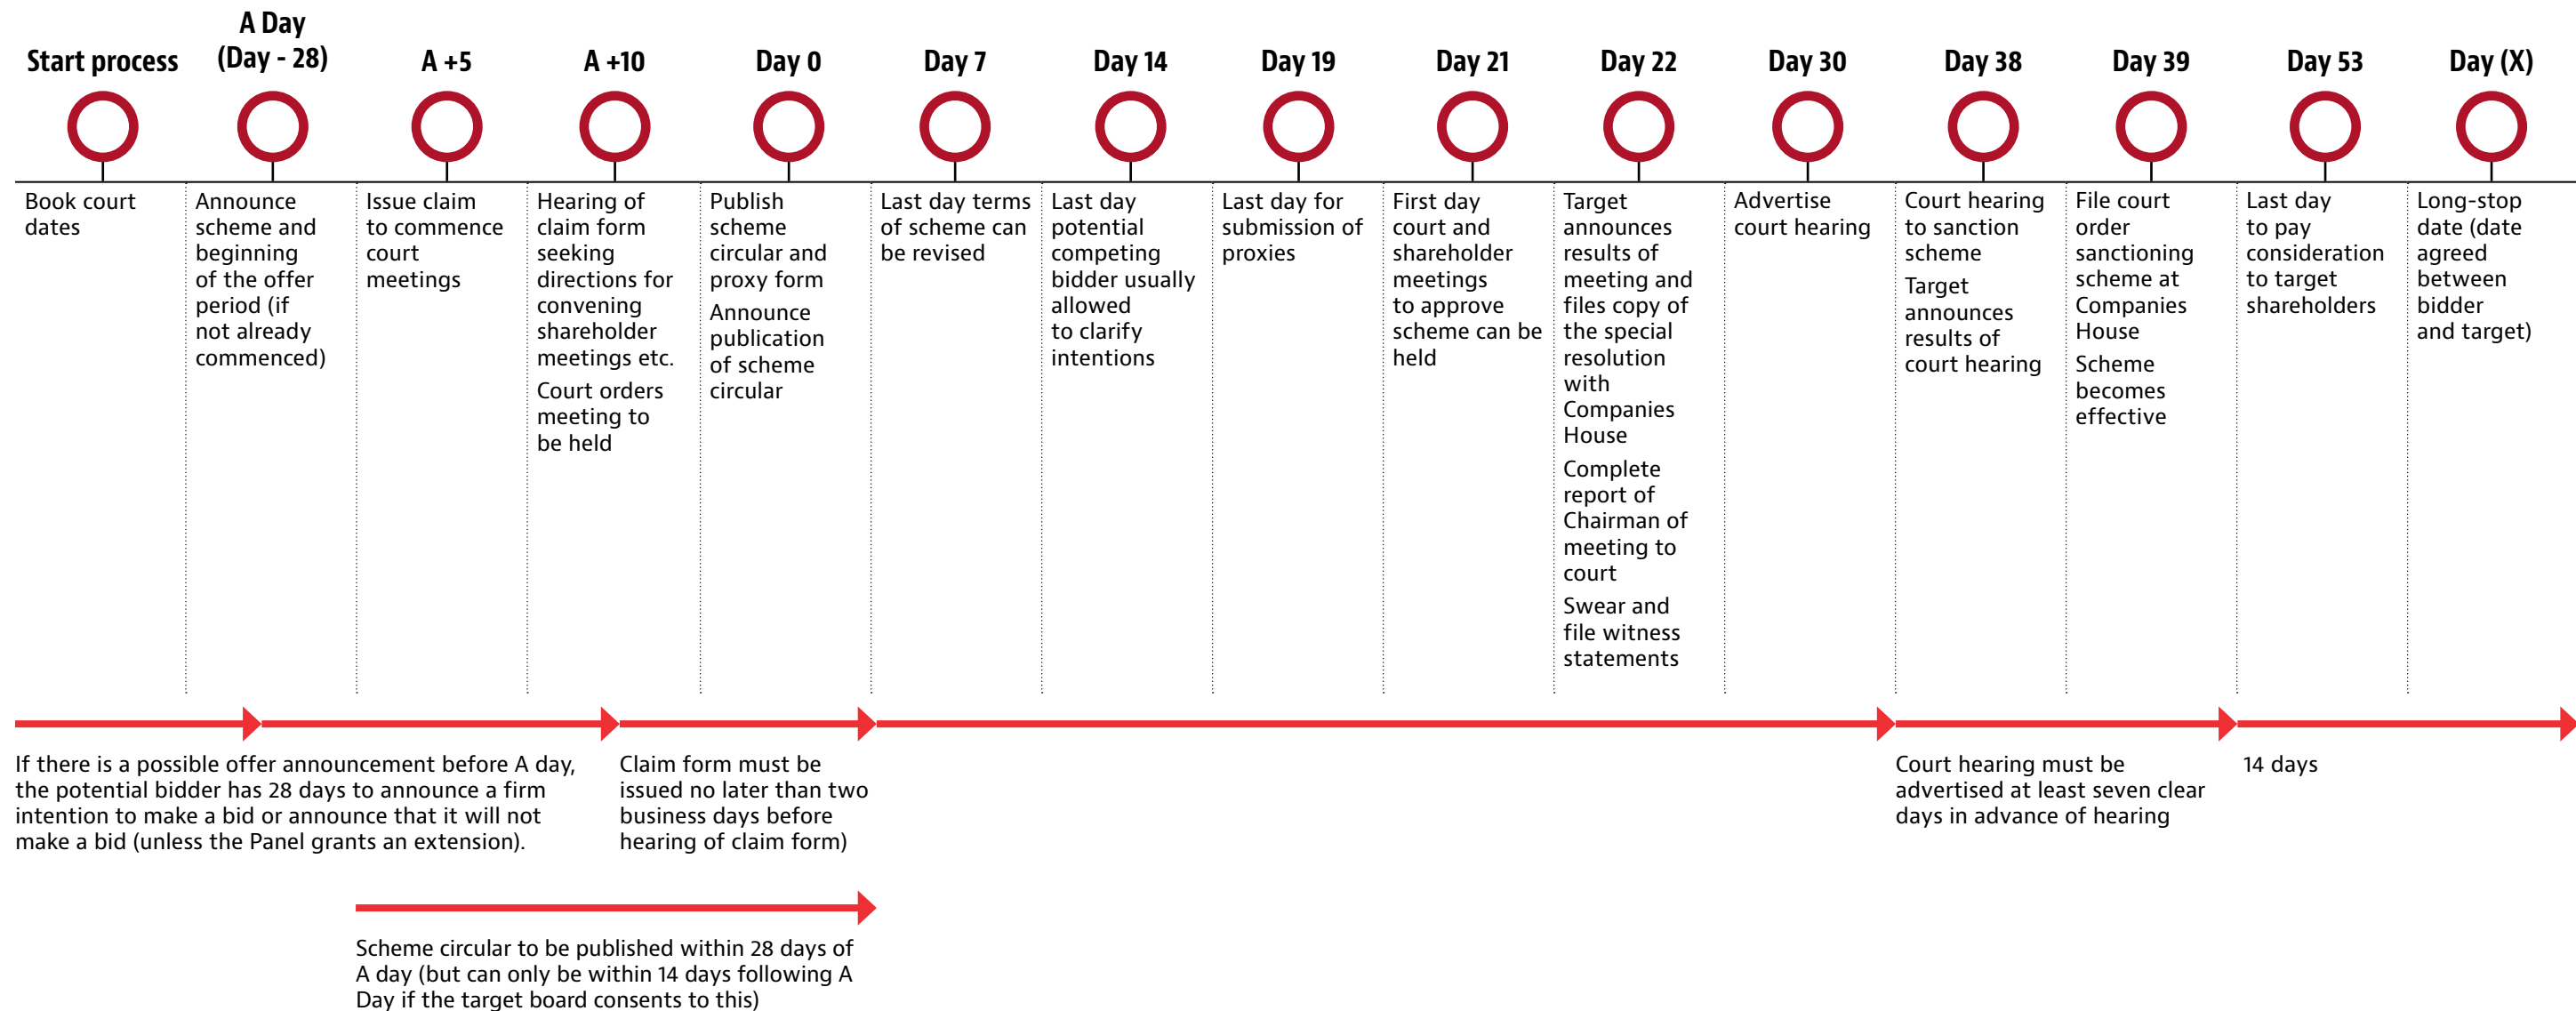 Start process
A Day
(Day - 28)
A +5
A +10
Day 0
Day 7
Day 14
Day 19
Day 21
Day 22
Day 30
Day 38
Day 39
Day 53
Day (X)
Book court
dates
Announce
scheme and
beginning
of the offer
period (if
not already
commenced)
Issue claim
to commence
court
meetings
Hearing of
claim form
seeking
directions for
convening
shareholder
meetings etc.
Court orders
meeting to
be held
Publish
scheme
circular and
proxy form
Announce
publication
of scheme
circular
Last day terms
of scheme can
be revised
Last day
potential
competing
bidder usually
allowed
to clarify
intentions
Last day for
submission of
proxies
First day
court and
shareholder
meetings
to approve
scheme can be
held
Target
announces
results of
meeting and
files copy of
the special
resolution
with
Companies
House
Complete
report of
Chairman of
meeting to
court
Swear and
file witness
statements
Advertise
court hearing
Court hearing
to sanction
scheme
Target
announces
results of
court hearing
File court
order
sanctioning
scheme at
Companies
House
Scheme
becomes
effective
Last day
to pay
consideration
to target
shareholders
Long-stop
date (date
agreed
between
bidder
and target)
If there is a possible offer announcement before A day,
the potential bidder has 28 days to announce a firm
intention to make a bid or announce that it will not
make a bid (unless the Panel grants an extension).
Claim form must be
issued no later than two
business days before
hearing of claim form)
Court hearing must be
advertised at least seven clear
days in advance of hearing
14 days
Scheme circular to be published within 28 days of
A day (but can only be within 14 days following A
Day if the target board consents to this)